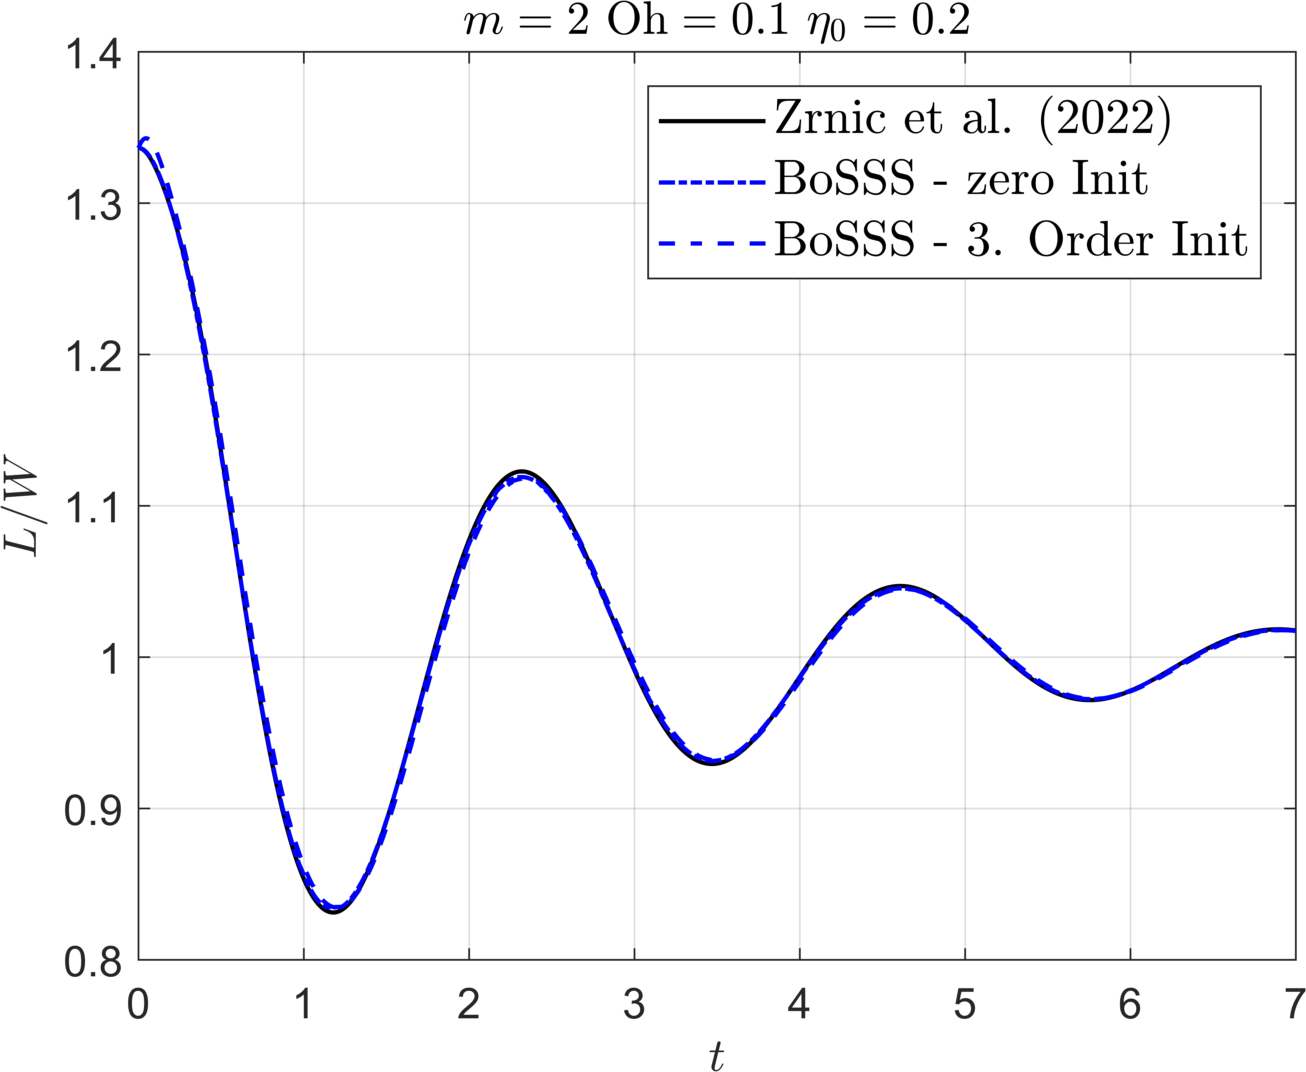 m = 2 Oh = 0.1 η₀ = 0.2
1.4
1.3
1.2
1.1
1
0.9
0.8
L/W
Zrnic et al. (2022)
BoSSS - zero Init
BoSSS - 3. Order Init
0 1 2 3 4 5 6 7
t